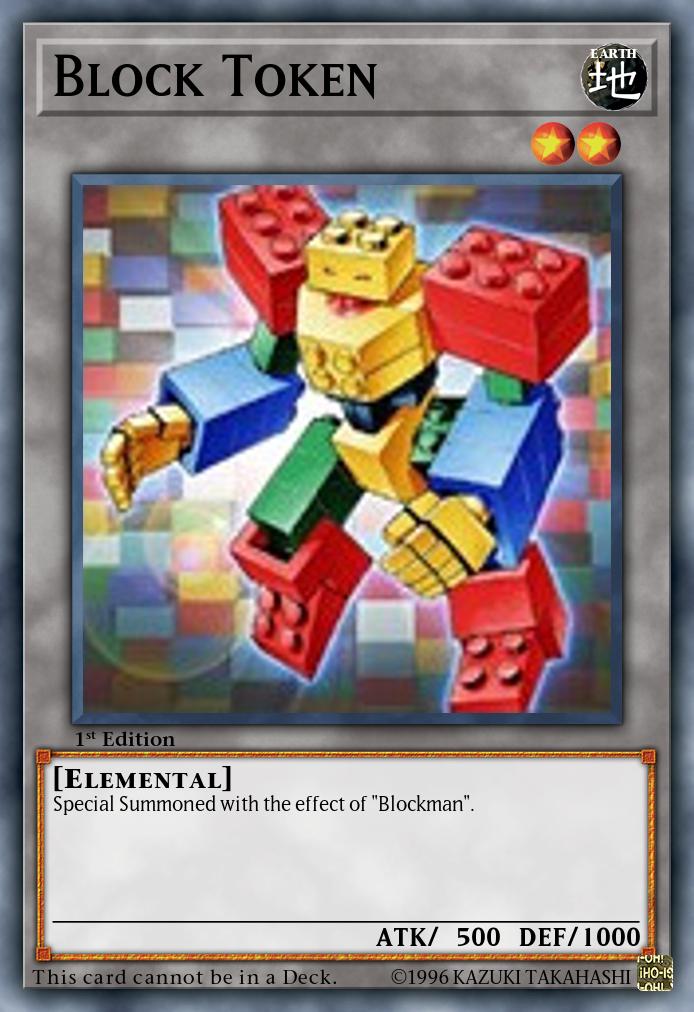 Block Token
EARTH
地
1st Edition
[Elemental]
Special Summoned with the effect of "Blockman".
ATK/ 500 DEF/1000
This card cannot be in a Deck.
©1996 KAZUKI TAKAHASHI